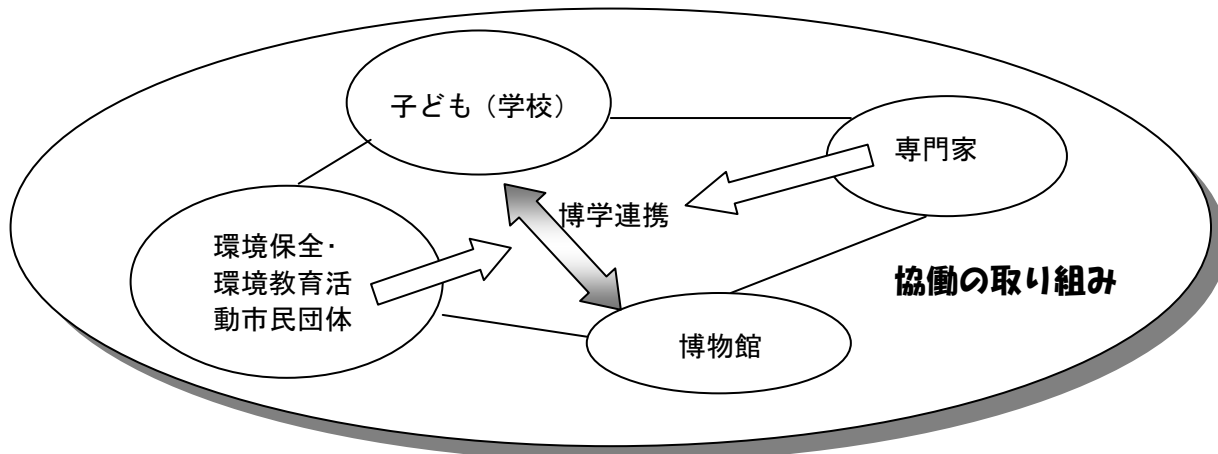 子ども（学校）
専門家
博学連携
環境保全・
環境教育活
動市民団体
協働の取り組み
博物館